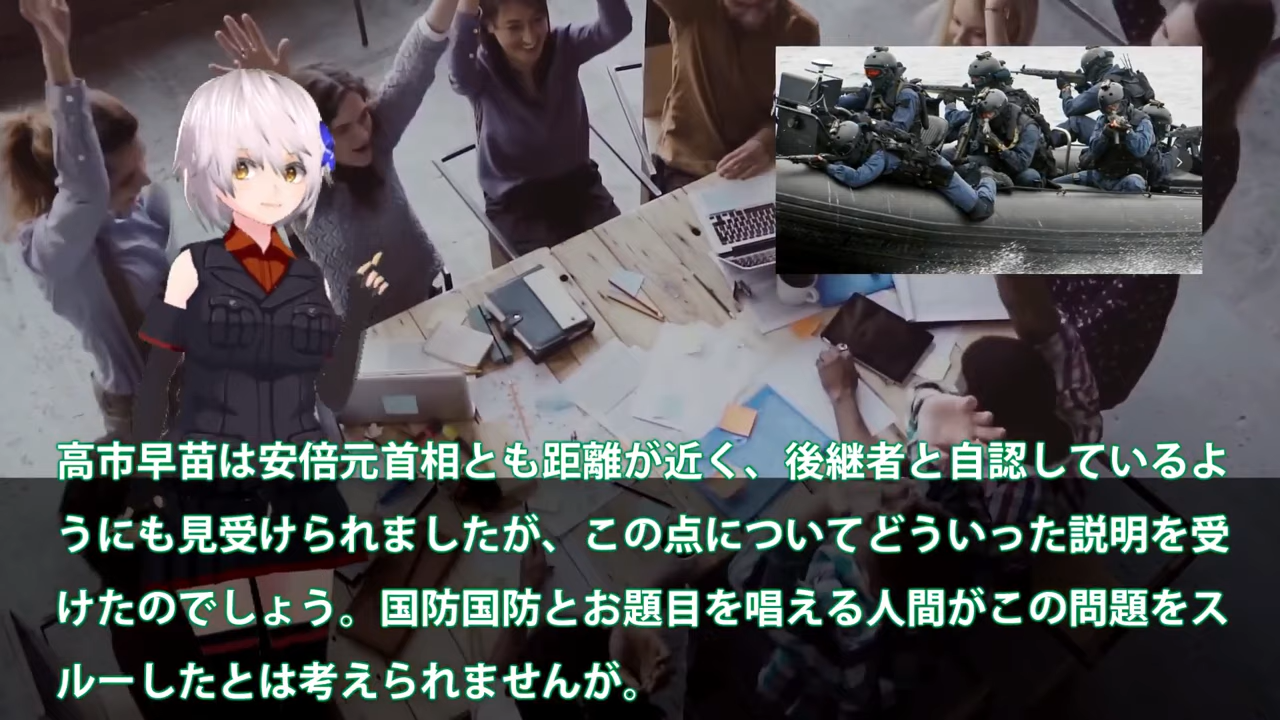 高市早苗は安倍元首相とも距離が近く、後継者と自認しているよ
うにも見受けられましたが、この点についてどういった説明を受
けたのでしょう。国防国防とお題目を唱える人間がこの問題をス
ルーしたとは考えられませんが。